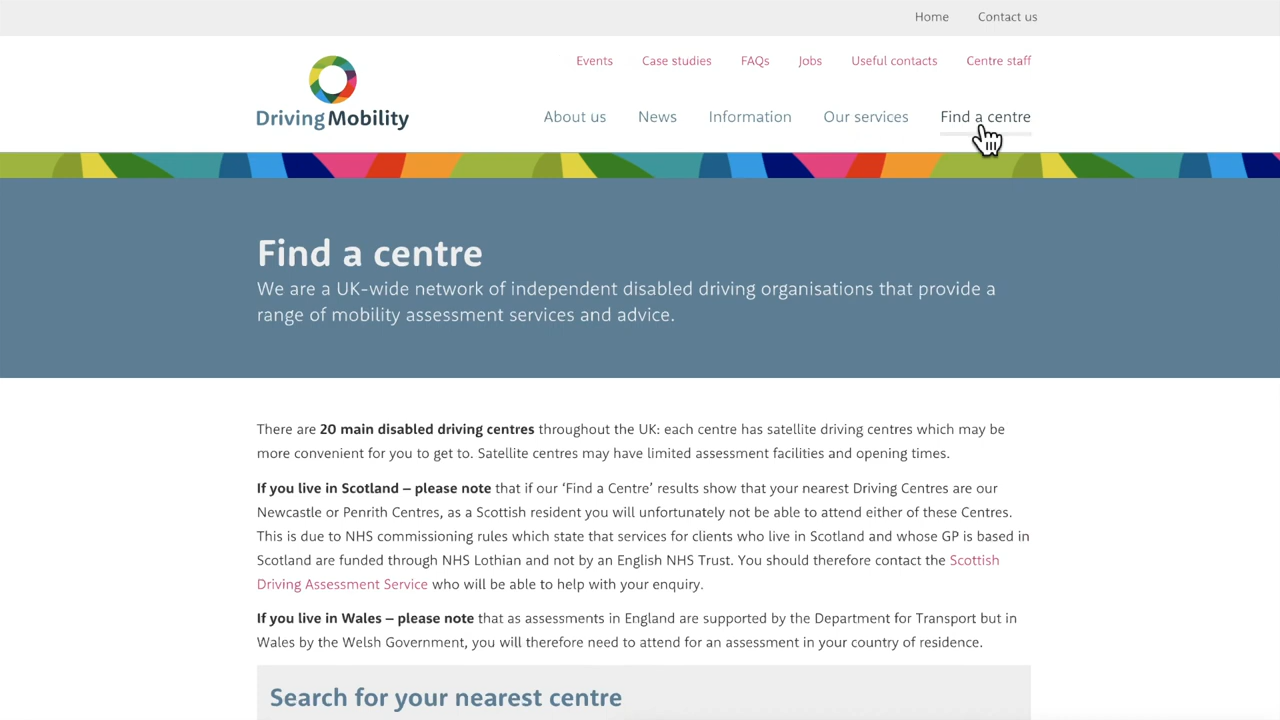 Home Contact us
Events Case studies FAQs Jobs Useful contacts Centre staff
DrivingMobility
About us News Information Our services Find a centre
Find a centre
We are a UK-wide network of independent disabled driving organisations that provide a
range of mobility assessment services and advice.
There are 20 main disabled driving centres throughout the UK: each centre has satellite driving centres which may be
more convenient for you to get to. Satellite centres may have limited assessment facilities and opening times.
If you live in Scotland – please note that if our ‘Find a Centre’ results show that your nearest Driving Centres are our
Newcastle or Penrith Centres, as a Scottish resident you will unfortunately not be able to attend either of these Centres.
This is due to NHS commissioning rules which state that services for clients who live in Scotland and whose GP is based in
Scotland are funded through NHS Lothian and not by an English NHS Trust. You should therefore contact the Scottish
Driving Assessment Service who will be able to help with your enquiry.
If you live in Wales – please note that as assessments in England are supported by the Department for Transport but in
Wales by the Welsh Government, you will therefore need to attend for an assessment in your country of residence.
Search for your nearest centre